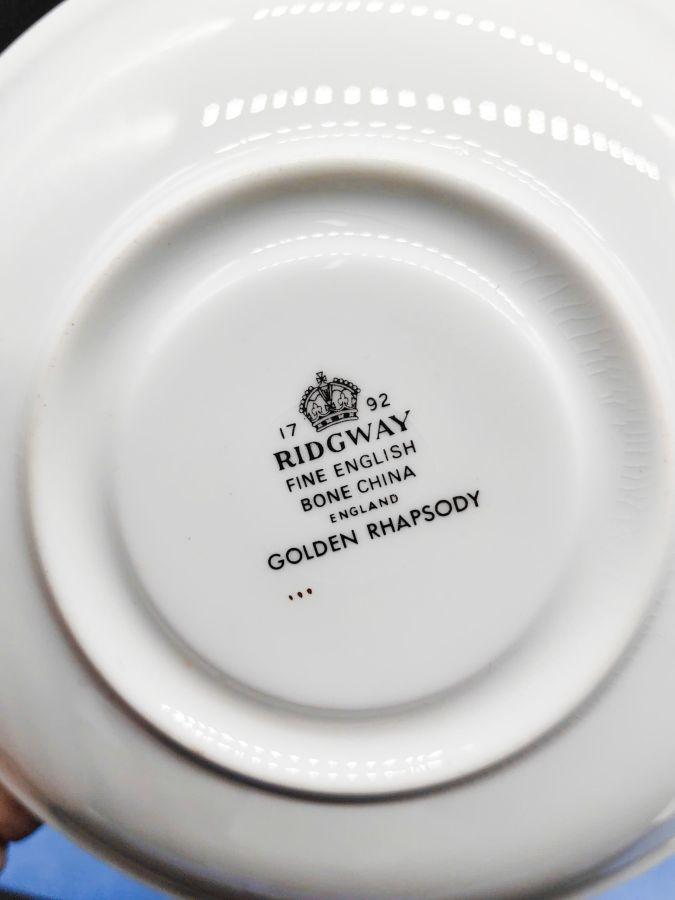 17 92
RIDGWAY
FINE ENGLISH
BONE CHINA
ENGLAND
GOLDEN RHAPSODY